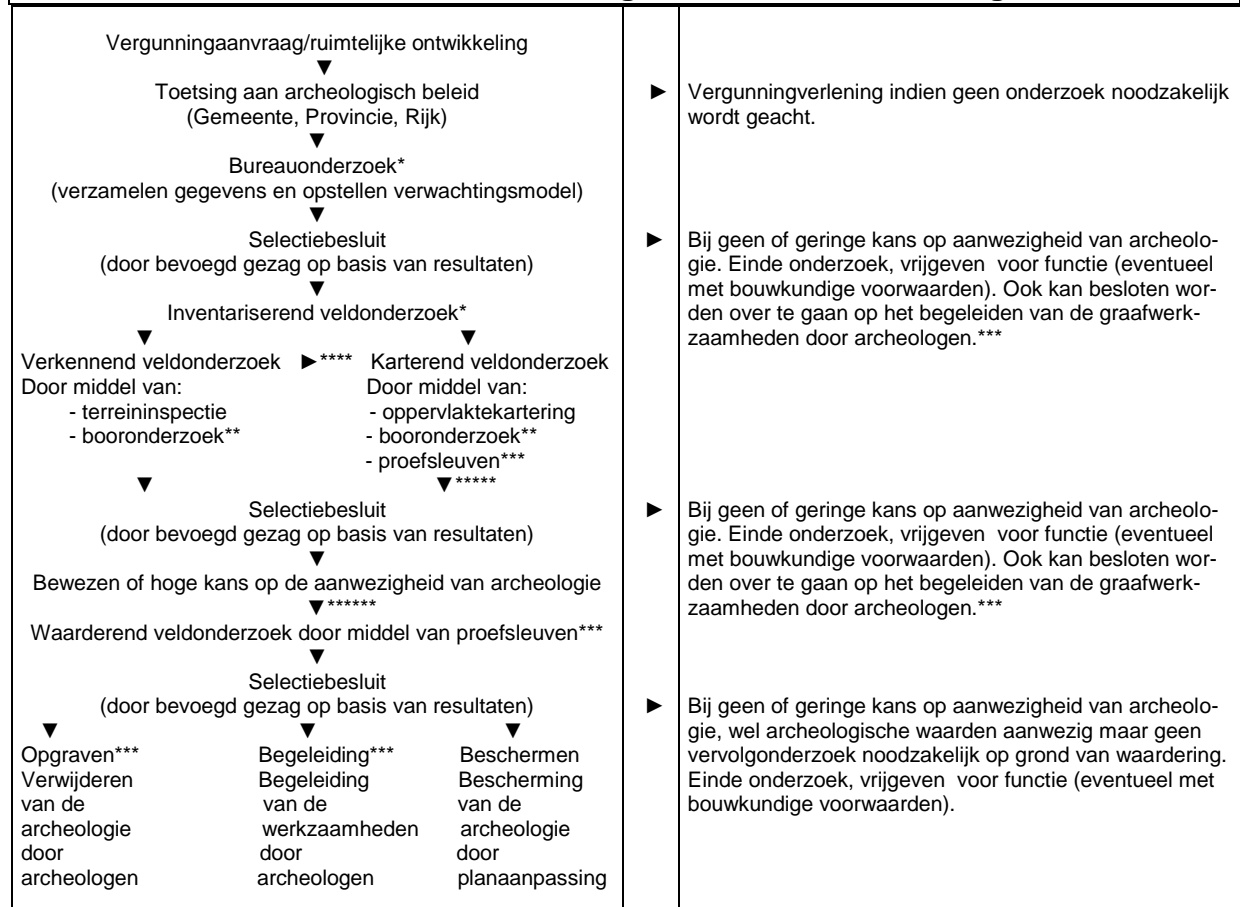 Vergunningaanvraag/ruimtelijke ontwikkeling
▼
Toetsing aan archeologisch beleid
(Gemeente, Provincie, Rijk)
► Vergunningverlening indien geen onderzoek noodzakelijk
wordt geacht.
▼
Bureauonderzoek*
(verzamelen gegevens en opstellen verwachtingsmodel)
▼
Selectiebesluit
(door bevoegd gezag op basis van resultaten)
► Bij geen of geringe kans op aanwezigheid van archeolo-
gie. Einde onderzoek, vrijgeven voor functie (eventueel
met bouwkundige voorwaarden). Ook kan besloten wor-
den over te gaan op het begeleiden van de graafwerk-
zaamheden door archeologen.***
▼
Inventariserend veldonderzoek*
▼ ▼
Verkennend veldonderzoek ►**** Karterend veldonderzoek
Door middel van: Door middel van:
- terreininspectie - oppervlaktekartering
- booronderzoek** - booronderzoek**
- proefsleuven***
▼ ▼*****
Selectiebesluit
(door bevoegd gezag op basis van resultaten)
► Bij geen of geringe kans op aanwezigheid van archeolo-
gie. Einde onderzoek, vrijgeven voor functie (eventueel
met bouwkundige voorwaarden). Ook kan besloten wor-
den over te gaan op het begeleiden van de graafwerk-
zaamheden door archeologen.***
▼
Bewezen of hoge kans op de aanwezigheid van archeologie
▼******
Waarderend veldonderzoek door middel van proefsleuven***
▼
Selectiebesluit
(door bevoegd gezag op basis van resultaten)
► Bij geen of geringe kans op aanwezigheid van archeolo-
gie, wel archeologische waarden aanwezig maar geen
vervolgonderzoek noodzakelijk op grond van waardering.
Einde onderzoek, vrijgeven voor functie (eventueel met
bouwkundige voorwaarden).
▼ ▼ ▼
Opgraven*** Begeleiding*** Beschermen
Verwijderen Begeleiding Bescherming
van de van de van de
archeologie werkzaamheden archeologie
door door door
archeologen archeologen planaanpassing